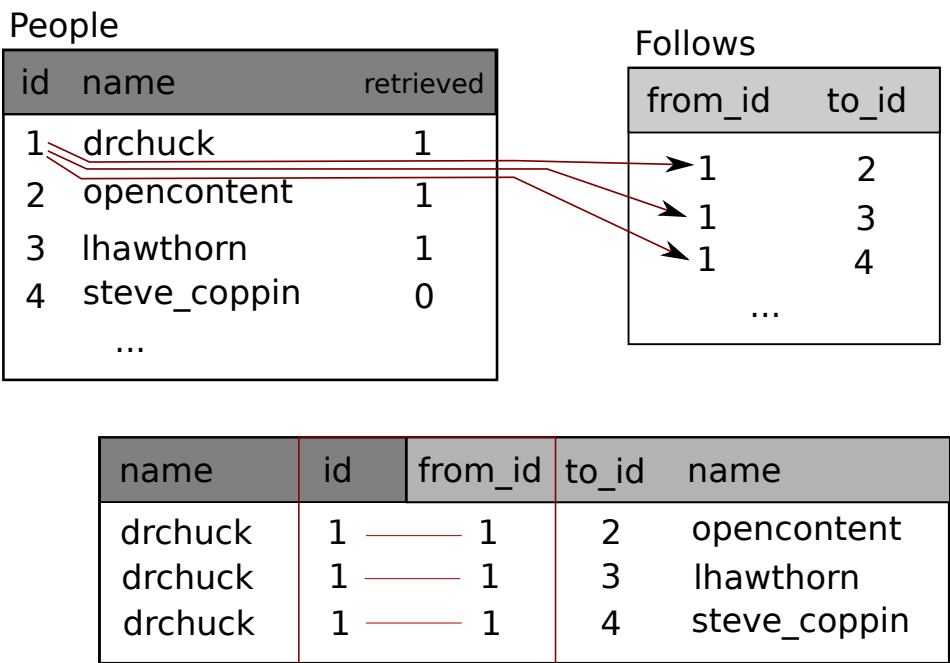 People
id name retrieved
1 drchuck 1
2 opencontent 1
3 lhawthorn 1
4 steve_coppin 0
...
Follows
from_id to_id
1 2
1 3
1 4
...
name id from_id to_id name
drchuck 1 1 2 opencontent
drchuck 1 1 3 lhawthorn
drchuck 1 1 4 steve_coppin